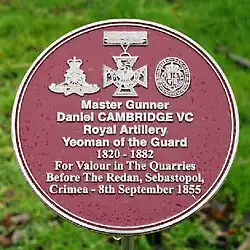 Master Gunner
Daniel CAMBRIDGE VC
Royal Artillery
Yeoman of the Guard
1820 - 1882
For Valour in The Quarries
Before The Redan, Sebastopol,
Crimea - 8th September 1855